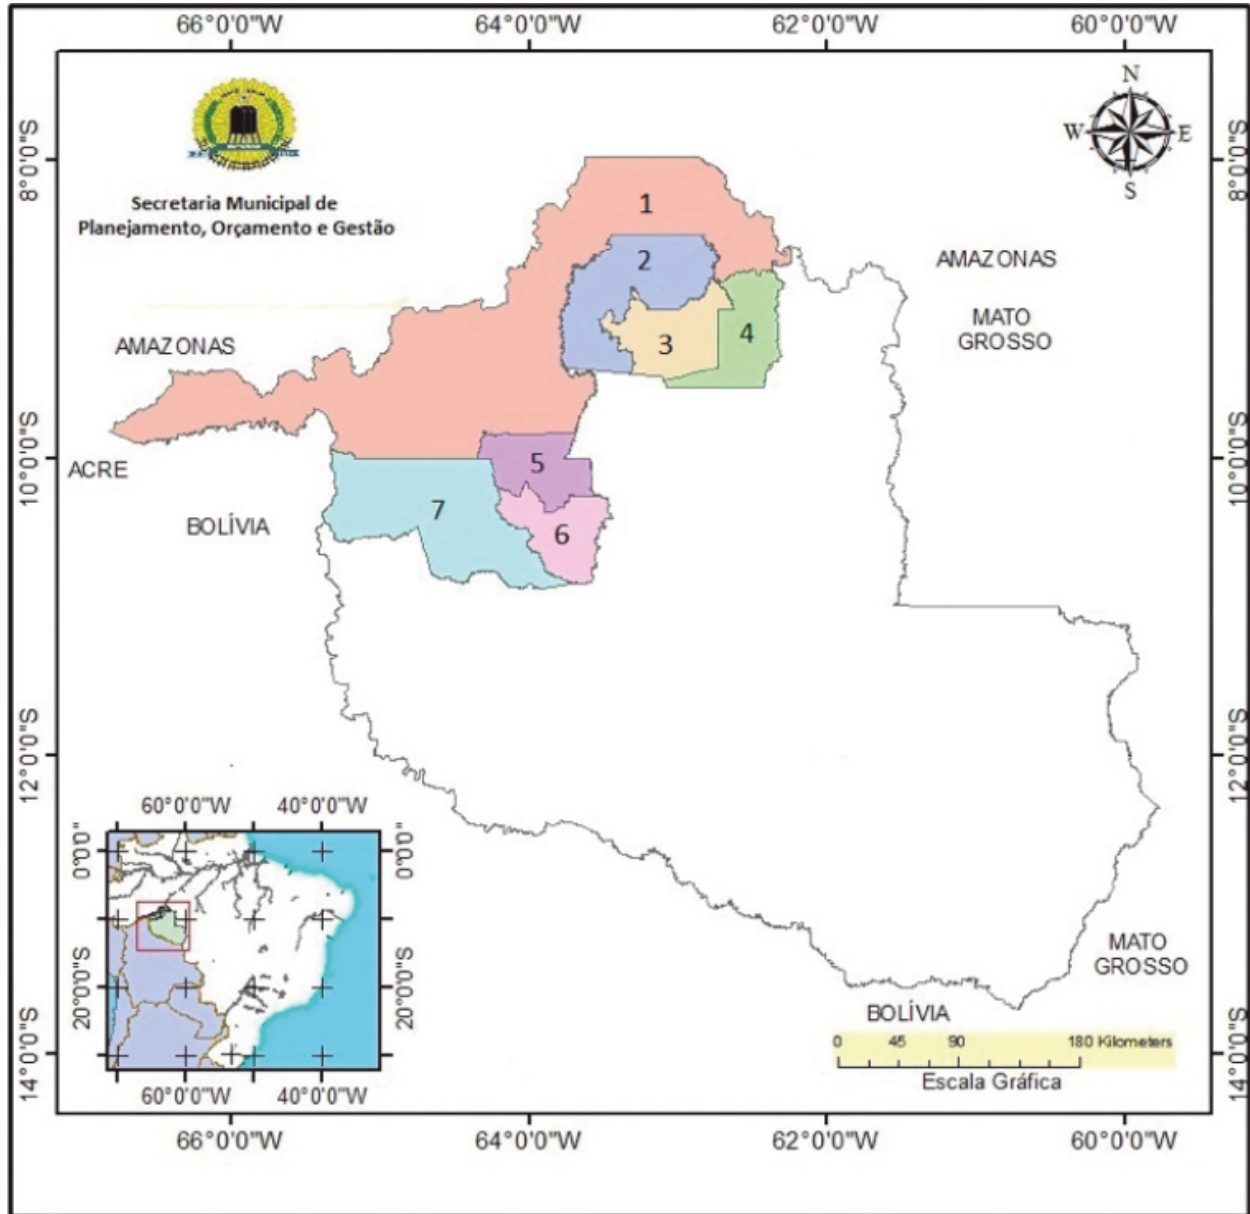 66°0'0"W 64°0'0"W 62°0'0"W 60°0'0"W
N
W E
S
8°0'0"S 8°0'0"S
Secretaria Municipal de
Planejamento, Orçamento e Gestão
1
2
AMAZONAS
MATO
GROSSO
3
4
AMAZONAS
10°0'0"S 10°0'0"S
ACRE
5
7
BOLÍVIA
6
12°0'0"S 12°0'0"S
60°0'0"W 40°0'0"W
0°0'0" 0°0'0"
20°0'0"S 20°0'0"S
60°0'0"W 40°0'0"W
MATO
GROSSO
BOLÍVIA
0 45 90 180 Kilometers
Escala Gráfica
14°0'0"S 14°0'0"S
66°0'0"W 64°0'0"W 62°0'0"W 60°0'0"W